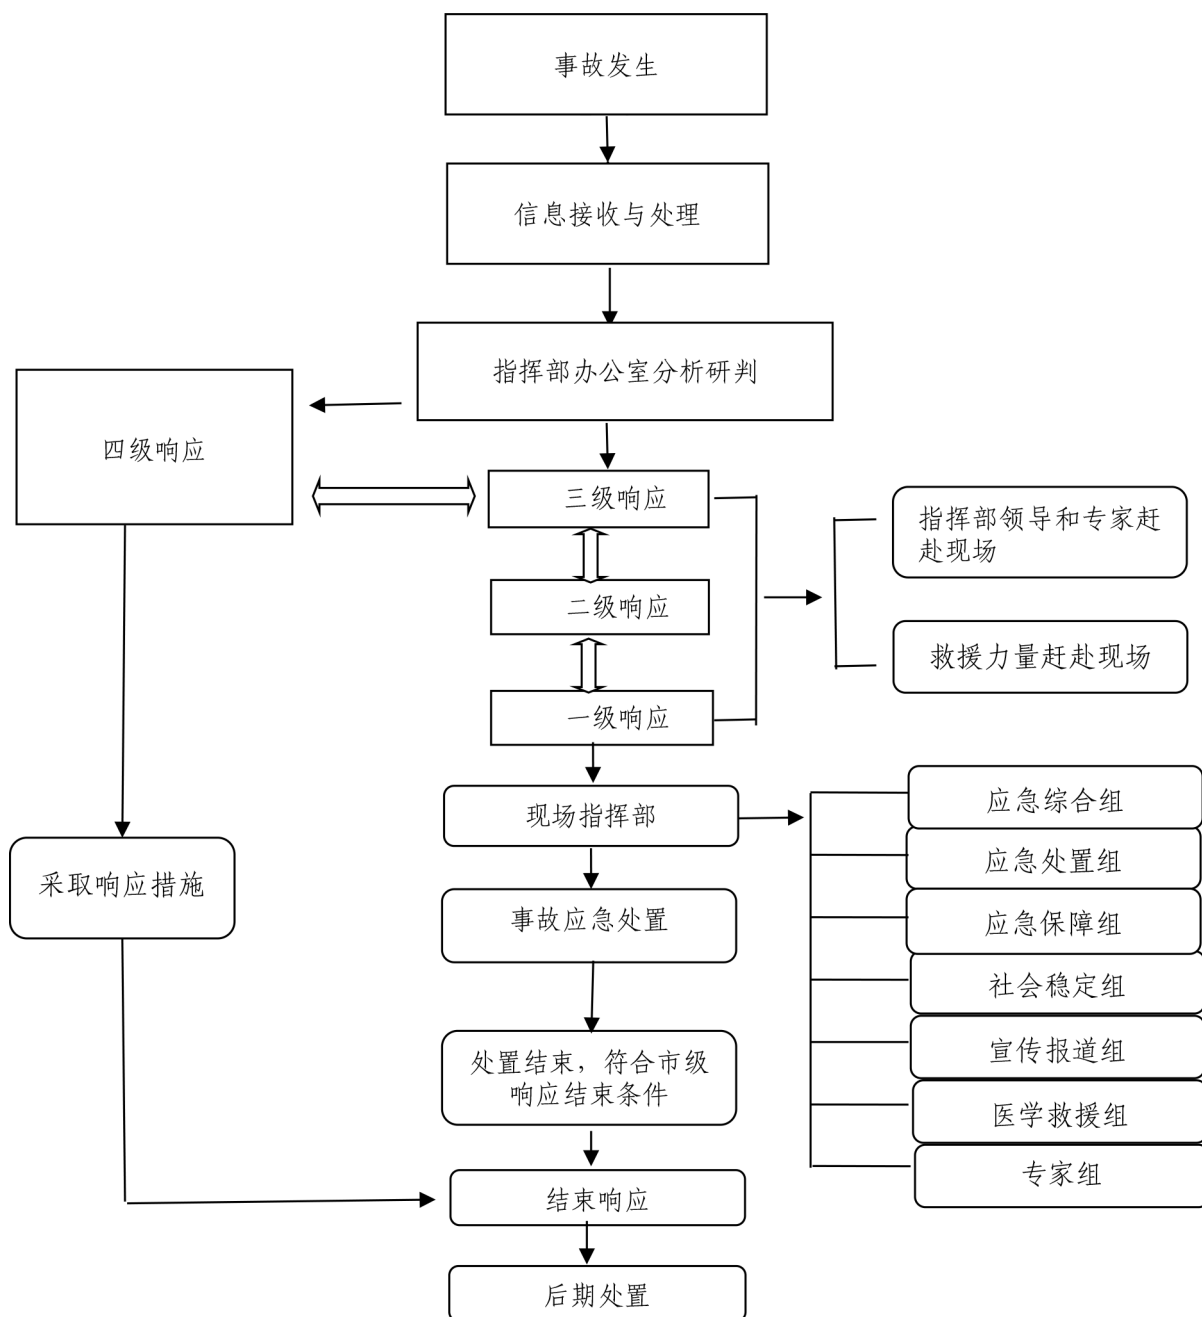 事故发生
信息接收与处理
指挥部办公室分析研判
四级响应
三级响应
指挥部领导和专家赶
赴现场
二级响应
救援力量赶赴现场
一级响应
现场指挥部
应急综合组
应急处置组
采取响应措施
事故应急处置
应急保障组
社会稳定组
宣传报道组
处置结束，符合市级
响应结束条件
医学救援组
专家组
结束响应
后期处置